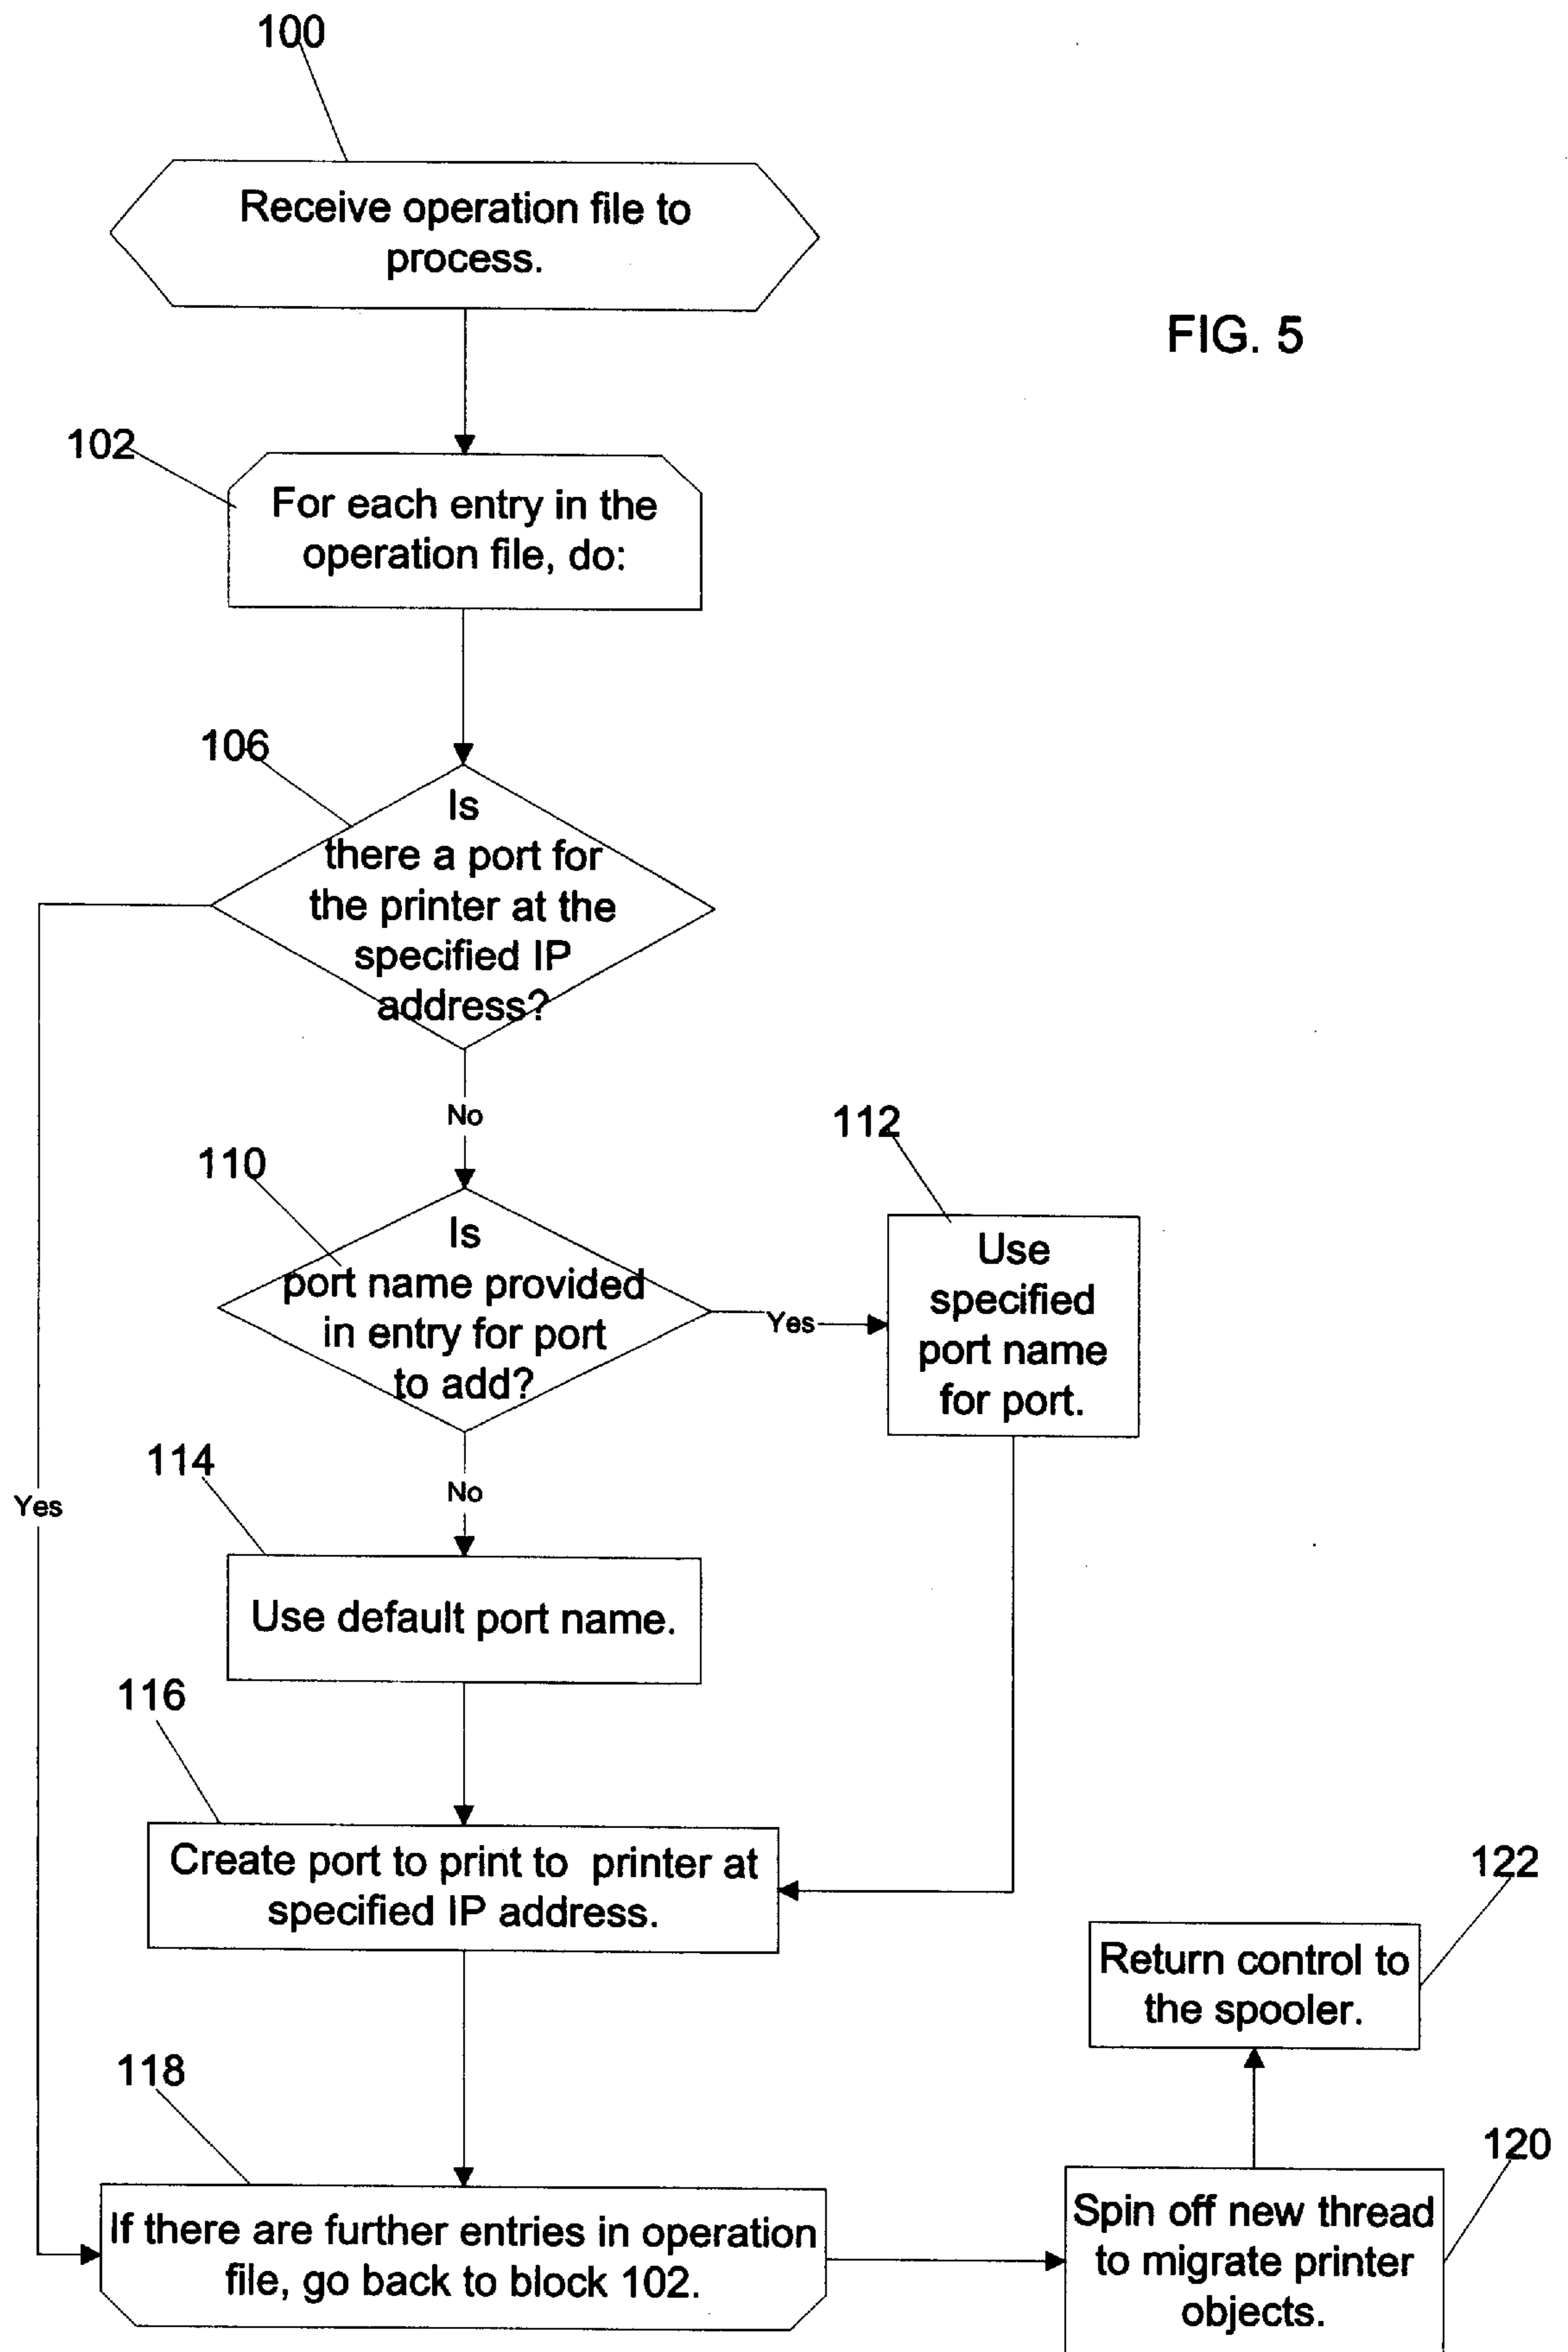 100
Receive operation file to
process.
FIG. 5
102
For each entry in the
operation file, do:
106
Is
there a port for
the printer at the
specified IP
address?
No
112
110
Is
port name provided
in entry for port
to add?
Yes
Use
specified
port name
for port.
114
No
Yes
Use default port name.
116
Create port to print to printer at
specified IP address.
122
Return control to
the spooler.
118
120
If there are further entries in operation
file, go back to block 102.
Spin off new thread
to migrate printer
objects.